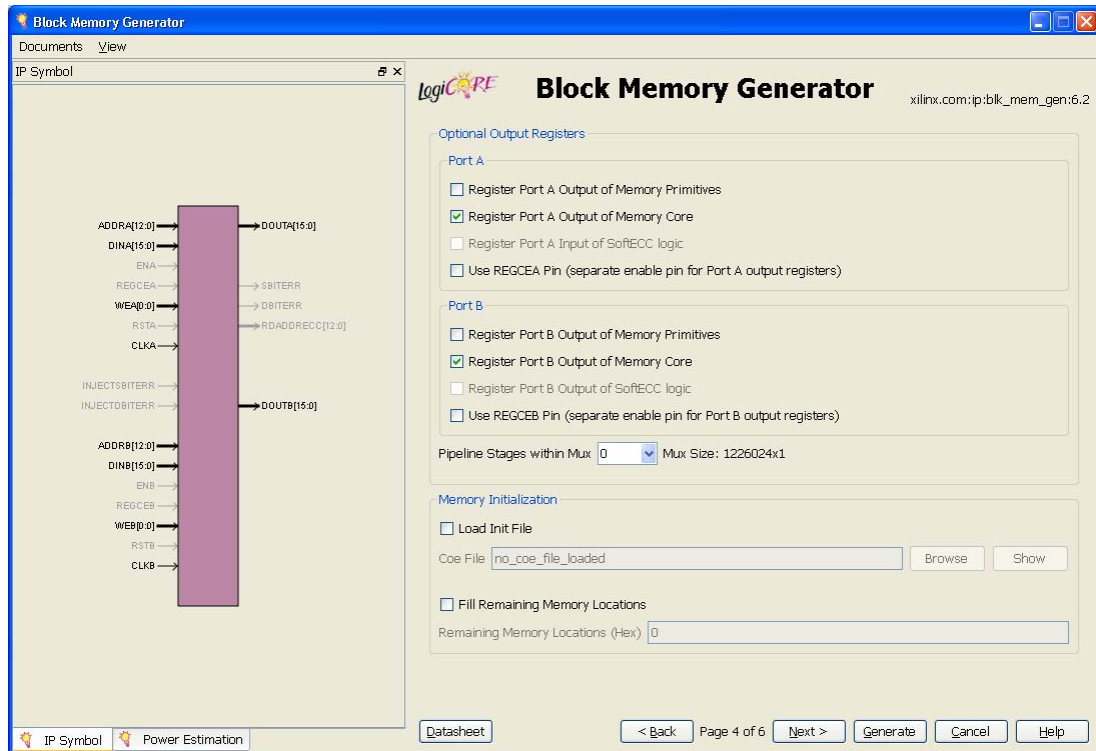 Block Memory Generator
Documents View
IP Symbol
ADDRA[12:0]
DINA[15:0]
ENA
REGCEA
WEA[0:0]
RSTA
CLKA
INJECTSBITERR
INJECTDBITERR
ADDRB[12:0]
DINB[15:0]
ENB
REGCEB
WEB[0:0]
RSTB
CLKB
DOUTA[15:0]
SBITERR
DBITERR
RDADDRECC[12:0]
DOUTB[15:0]
IP Symbol Power Estimation
LogiCORE Block Memory Generator xilinx.com:ip:blk_mem_gen:6.2
Optional Output Registers
Port A
Register Port A Output of Memory Primitives
Register Port A Output of Memory Core
Register Port A Input of SoftECC logic
Use REGCEA Pin (separate enable pin for Port A output registers)
Port B
Register Port B Output of Memory Primitives
Register Port B Output of Memory Core
Register Port B Output of SoftECC logic
Use REGCEB Pin (separate enable pin for Port B output registers)
Pipeline Stages within Mux 0 Mux Size: 1226024x1
Memory Initialization
Load Init File
Coe File no_coe_file_loaded Browse Show
Fill Remaining Memory Locations
Remaining Memory Locations (Hex) 0
Datasheet < Back Page 4 of 6 Next > Generate Cancel Help